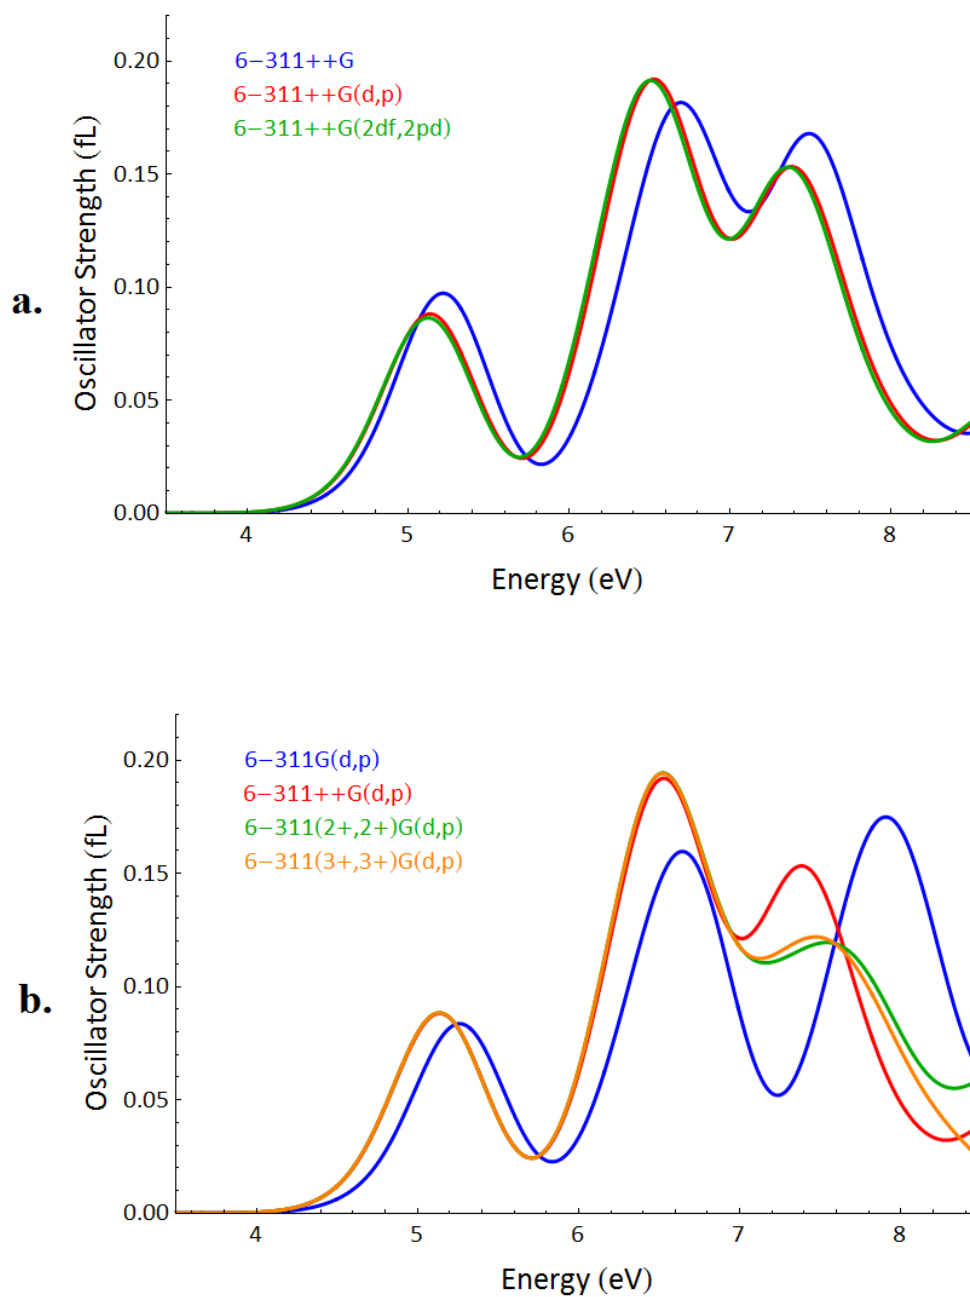 a.
6−311++G
6−311++G(d,p)
6−311++G(2df,2pd)
Oscillator Strength (fL)
0.20
0.15
0.10
0.05
0.00
4 5 6 7 8
Energy (eV)
b.
6−311G(d,p)
6−311++G(d,p)
6−311(2+,2+)G(d,p)
6−311(3+,3+)G(d,p)
Oscillator Strength (fL)
0.20
0.15
0.10
0.05
0.00
4 5 6 7 8
Energy (eV)